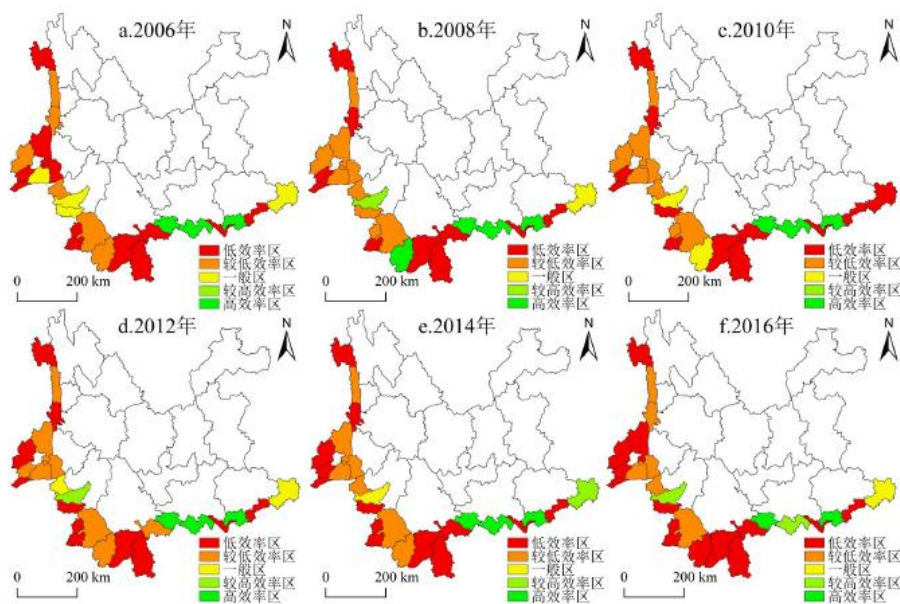 a.2006年
N
低效率区
较低效率区
一般区
较高效率区
高效率区
0 200 km
b.2008年
N
低效率区
较低效率区
一般区
较高效率区
高效率区
0 200 km
c.2010年
N
低效率区
较低效率区
一般区
较高效率区
高效率区
0 200 km
d.2012年
N
低效率区
较低效率区
一般区
较高效率区
高效率区
0 200 km
e.2014年
N
低效率区
较低效率区
一般区
较高效率区
高效率区
0 200 km
f.2016年
N
低效率区
较低效率区
一般区
较高效率区
高效率区
0 200 km